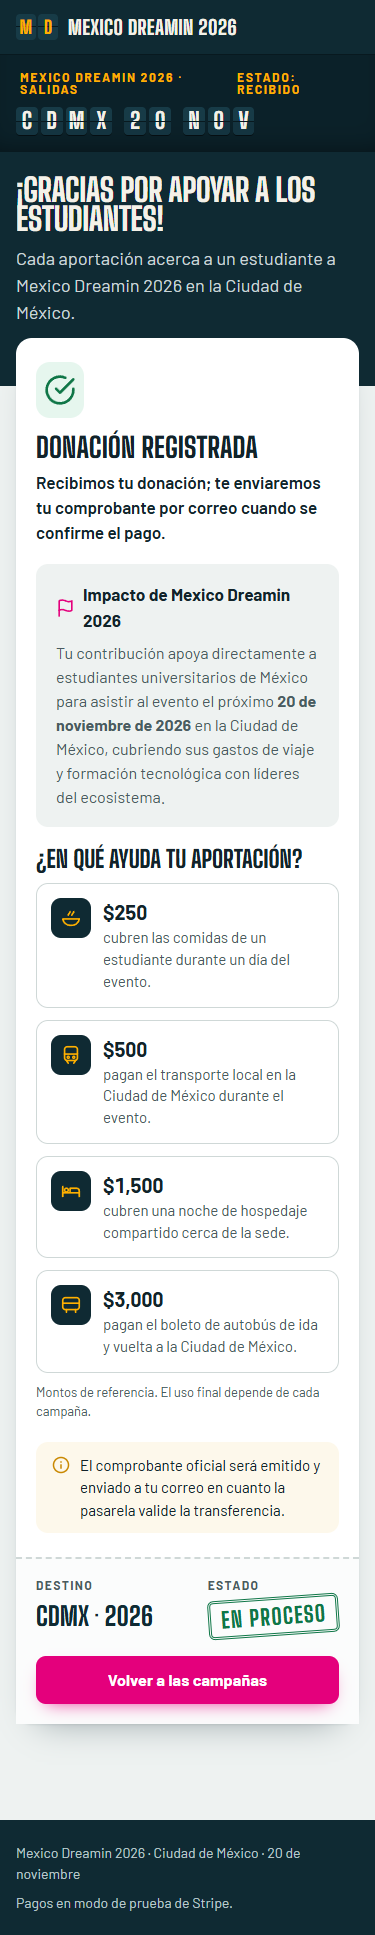 M D MEXICO DREAMIN 2026
MEXICO DREAMIN 2026 ·
SALIDAS
ESTADO:
RECIBIDO
CDMX 20 NOV
¡GRACIAS POR APOYAR A LOS
ESTUDIANTES!
Cada aportación acerca a un estudiante a
Mexico Dreamin 2026 en la Ciudad de
México.
DONACIÓN REGISTRADA
Recibimos tu donación; te enviaremos
tu comprobante por correo cuando se
confirme el pago.
Impacto de Mexico Dreamin
2026
Tu contribución apoya directamente a
estudiantes universitarios de México
para asistir al evento el próximo 20 de
noviembre de 2026 en la Ciudad de
México, cubriendo sus gastos de viaje
y formación tecnológica con líderes
del ecosistema.
¿EN QUÉ AYUDA TU APORTACIÓN?
$250
cubren las comidas de un
estudiante durante un día del
evento.
$500
pagan el transporte local en la
Ciudad de México durante el
evento.
$1,500
cubren una noche de hospedaje
compartido cerca de la sede.
$3,000
pagan el boleto de autobús de ida
y vuelta a la Ciudad de México.
Montos de referencia. El uso final depende de cada
campaña.
El comprobante oficial será emitido y
enviado a tu correo en cuanto la
pasarela valide la transferencia.
DESTINO
CDMX · 2026
ESTADO
EN PROCESO
Volver a las campañas
Mexico Dreamin 2026 · Ciudad de México · 20 de
noviembre
Pagos en modo de prueba de Stripe.